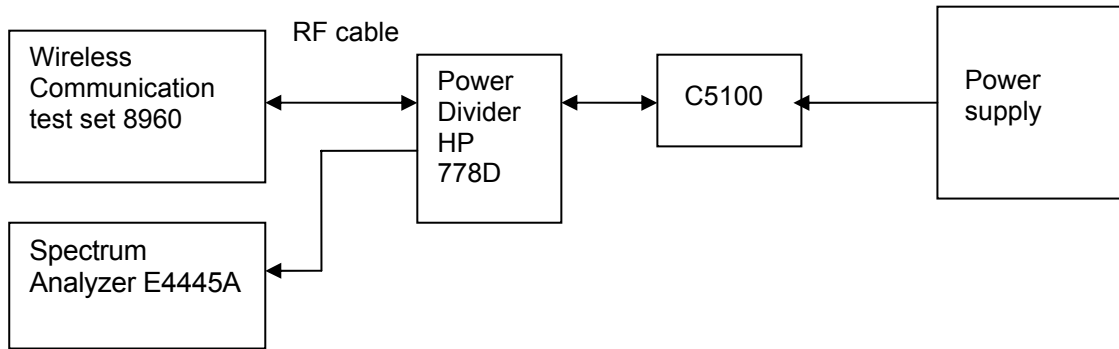 RF cable
Wireless
Communication
test set 8960
Power
Divider
HP
778D
C5100
Power
supply
Spectrum
Analyzer E4445A